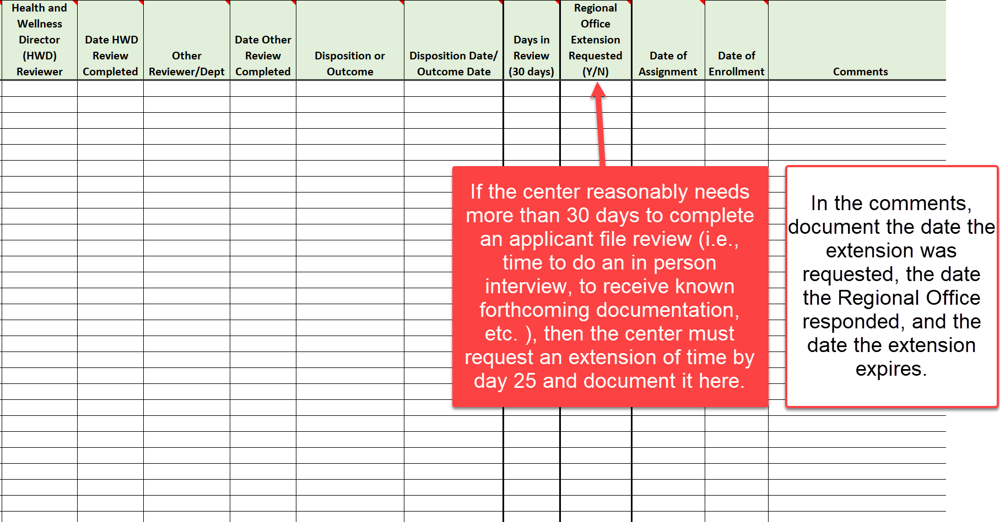 Health and
Wellness
Director
(HWD)
Reviewer
Date HWD
Review
Completed
Other
Reviewer/Dept
Date Other
Review
Completed
Disposition or
Outcome
Disposition Date/
Outcome Date
Days in
Review
(30 days)
Regional
Office
Extension
Requested
(Y/N)
Date of
Assignment
Date of
Enrollment
Comments
If the center reasonably needs
more than 30 days to complete
an applicant file review (i.e.,
time to do an in person
interview, to receive known
forthcoming documentation,
etc. ), then the center must
request an extension of time by
day 25 and document it here.
In the comments,
document the date the
extension was
requested, the date
the Regional Office
responded, and the
date the extension
expires.